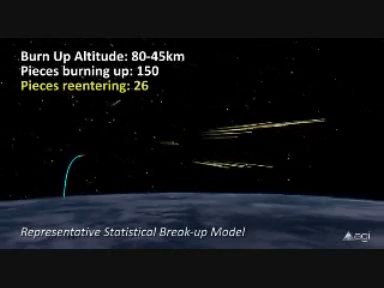 Burn Up Altitude: 80-45km
Pieces burning up: 150
Pieces reentering: 26
Representative Statistical Break-up Model
agi